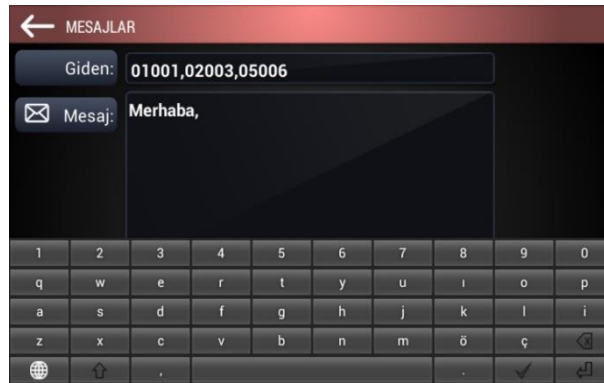 MESAJLAR
Giden: 01001,02003,05006
Mesaj: Merhaba,
1 2 3 4 5 6 7 8 9 0
q w e r t y u ı o p
a s d f g h j k l i
z x c v b n m ö ç
, .